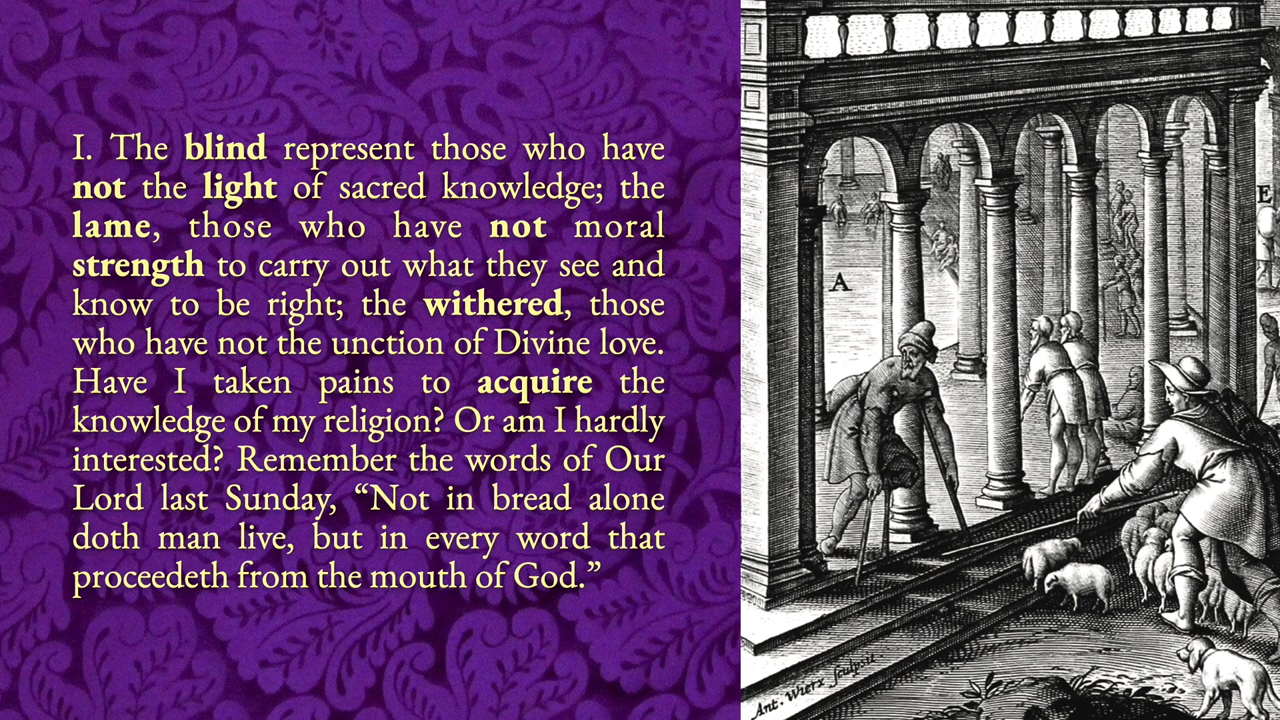 I. The blind represent those who have
not the light of sacred knowledge; the
lame, those who have not moral
strength to carry out what they see and
know to be right; the withered, those
who have not the unction of Divine love.
Have I taken pains to acquire the
knowledge of my religion? Or am I hardly
interested? Remember the words of Our
Lord last Sunday, “Not in bread alone
doth man live, but in every word that
proceedeth from the mouth of God.”
A
E
Ant. Wierx sculpsit